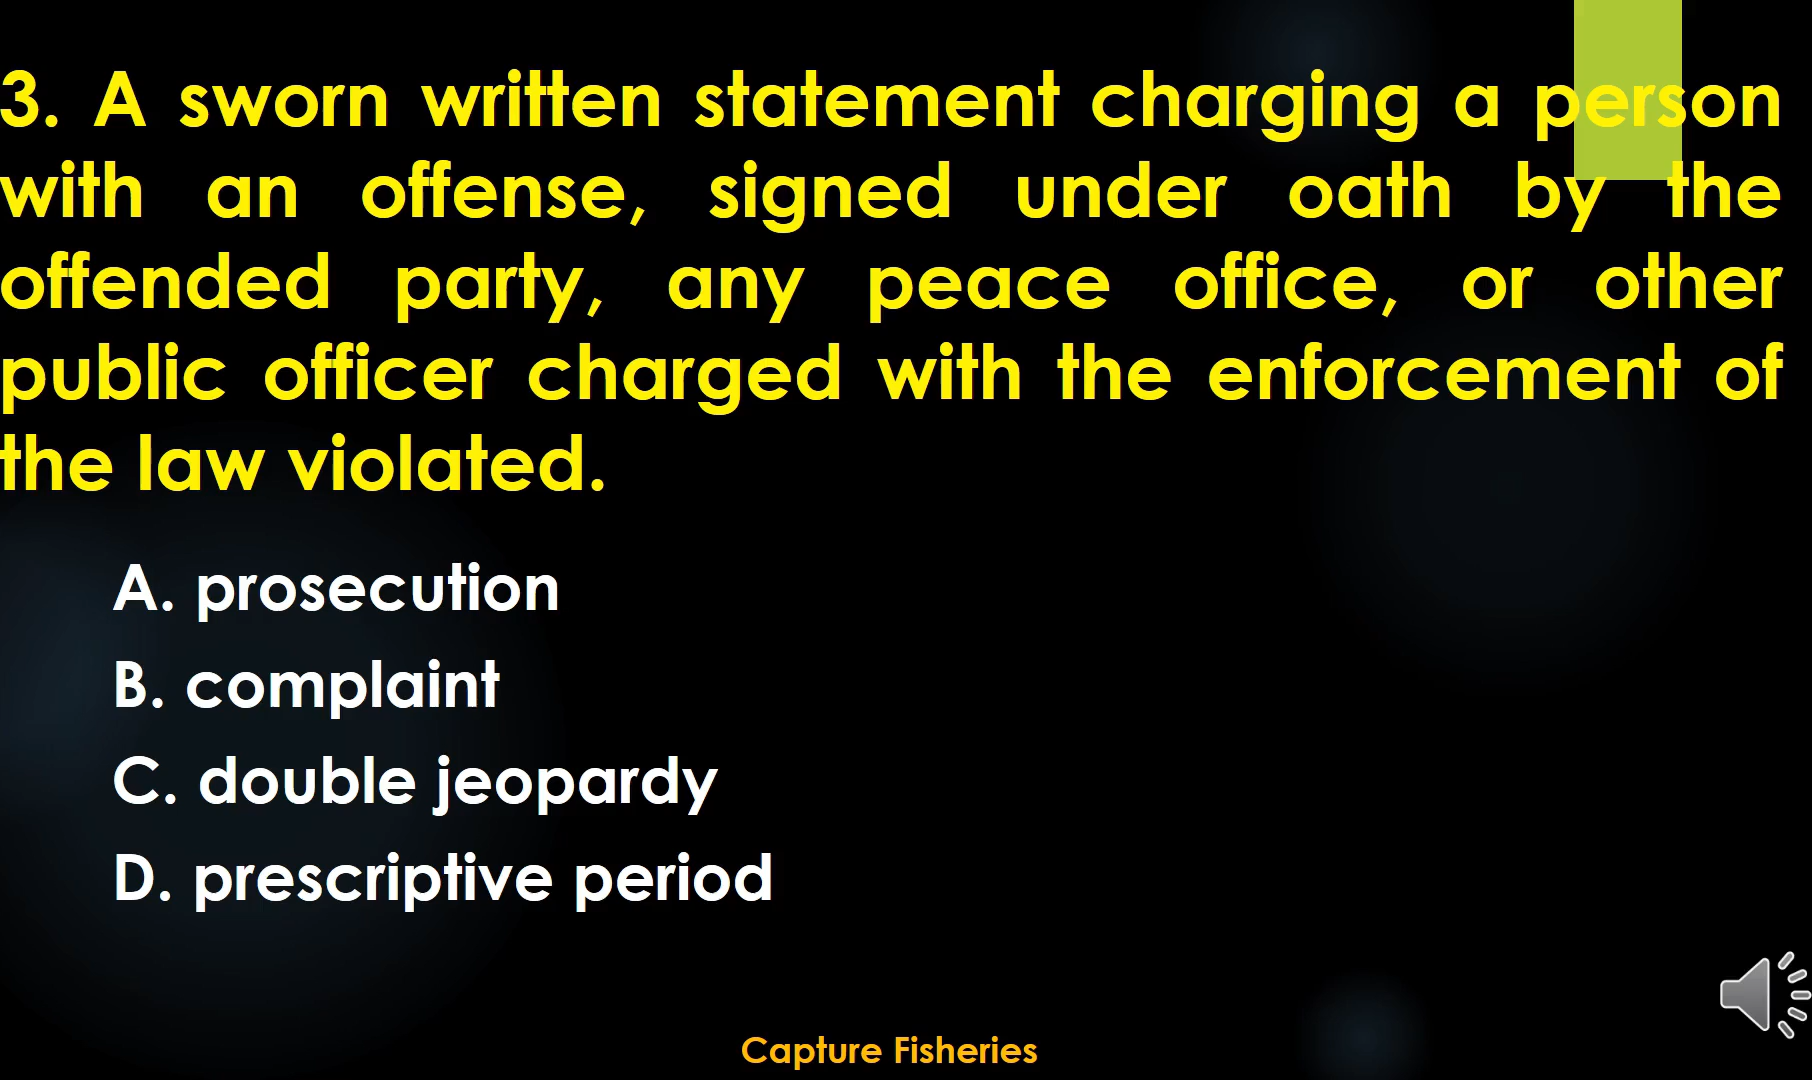 3. A sworn written statement charging a person
with an offense, signed under oath by the
offended party, any peace office, or other
public officer charged with the enforcement of
the law violated.
A. prosecution
B. complaint
C. double jeopardy
D. prescriptive period
Capture Fisheries